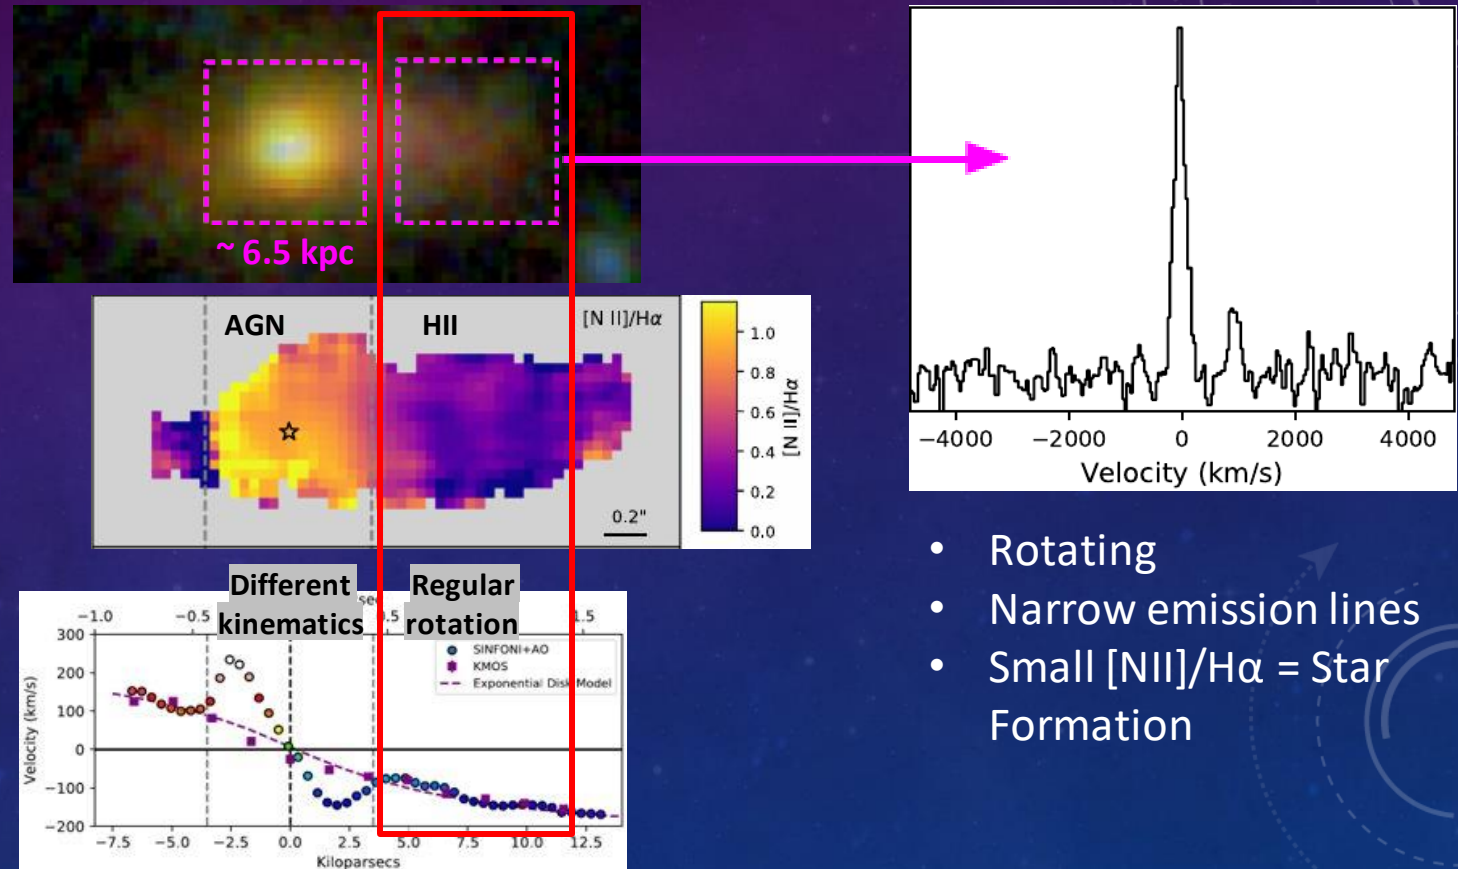 ~ 6.5 kpc
AGN
HII
[N II]/Hα
0.2"
1.0
0.8
0.6
0.4
0.2
0.0
[N II]/Hα
Different
kinematics
Regular
rotation
−1.0
−0.5
300
200
100
0
−100
−200
Velocity (km/s)
SINFONI+AO
KMOS
Exponential Disk Model
−7.5 −5.0 −2.5 0.0 2.5 5.0 7.5 10.0 12.5
Kiloparsecs
−4000 −2000 0 2000 4000
Velocity (km/s)
• Rotating
• Narrow emission lines
• Small [NII]/Hα = Star
Formation